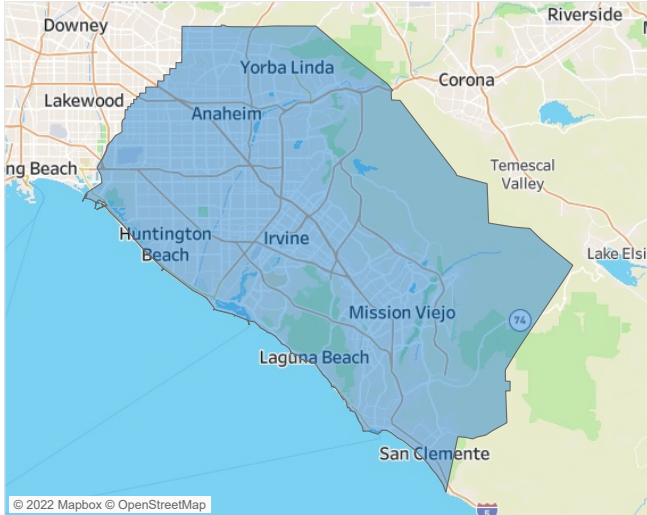 Riverside
Downey
Yorba Linda
Corona
Lakewood
Anaheim
ng Beach
Temescal
Valley
Huntington
Beach
Irvine
Lake Elsi
Mission Viejo
74
Laguna Beach
San Clemente
© 2022 Mapbox © OpenStreetMap
5